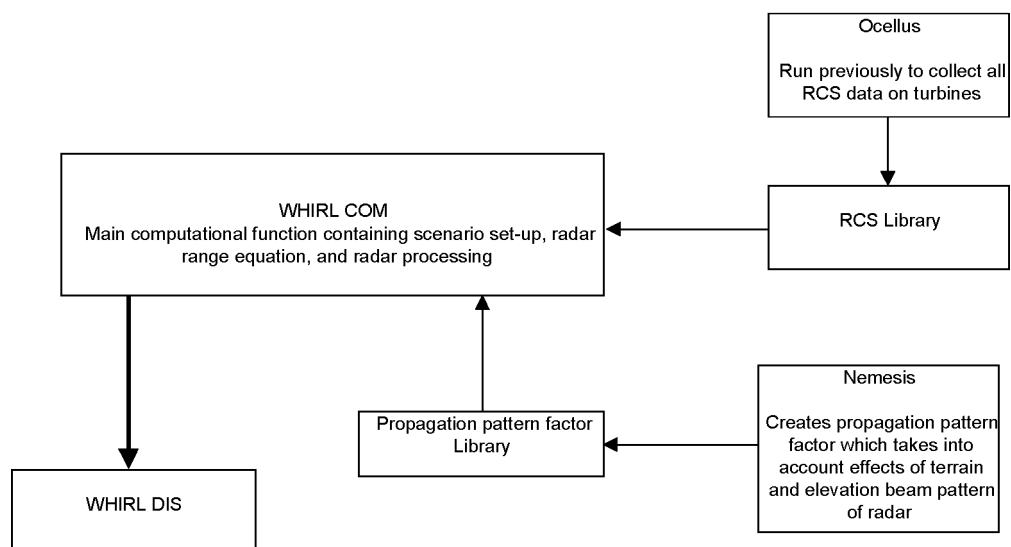 Ocellus
Run previously to collect all
RCS data on turbines
WHIRL COM
Main computational function containing scenario set-up, radar
range equation, and radar processing
RCS Library
Propagation pattern factor
Library
Nemesis
Creates propagation pattern
factor which takes into
account effects of terrain
and elevation beam pattern
of radar
WHIRL DIS